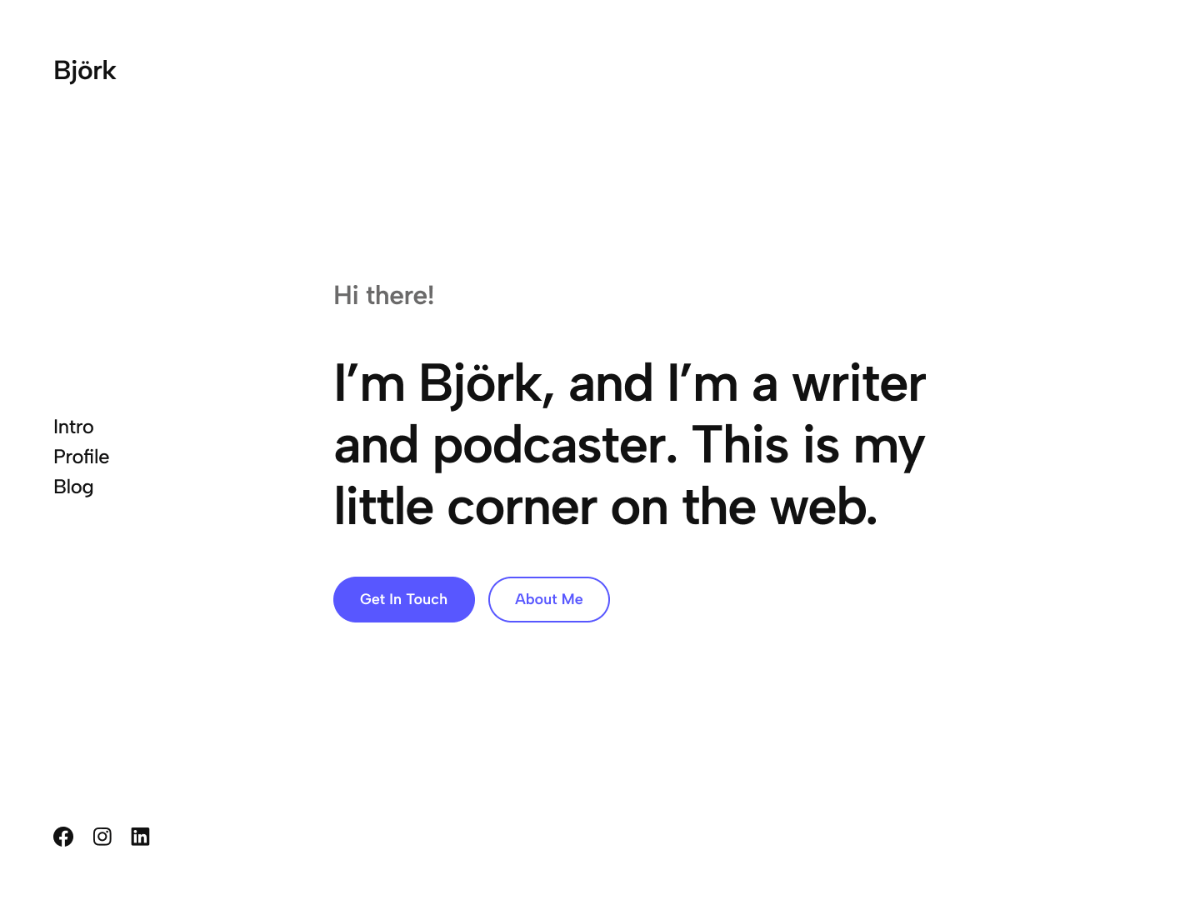 Björk
Hi there!
I’m Björk, and I’m a writer
and podcaster. This is my
little corner on the web.
Intro
Profile
Blog
Get In Touch
About Me